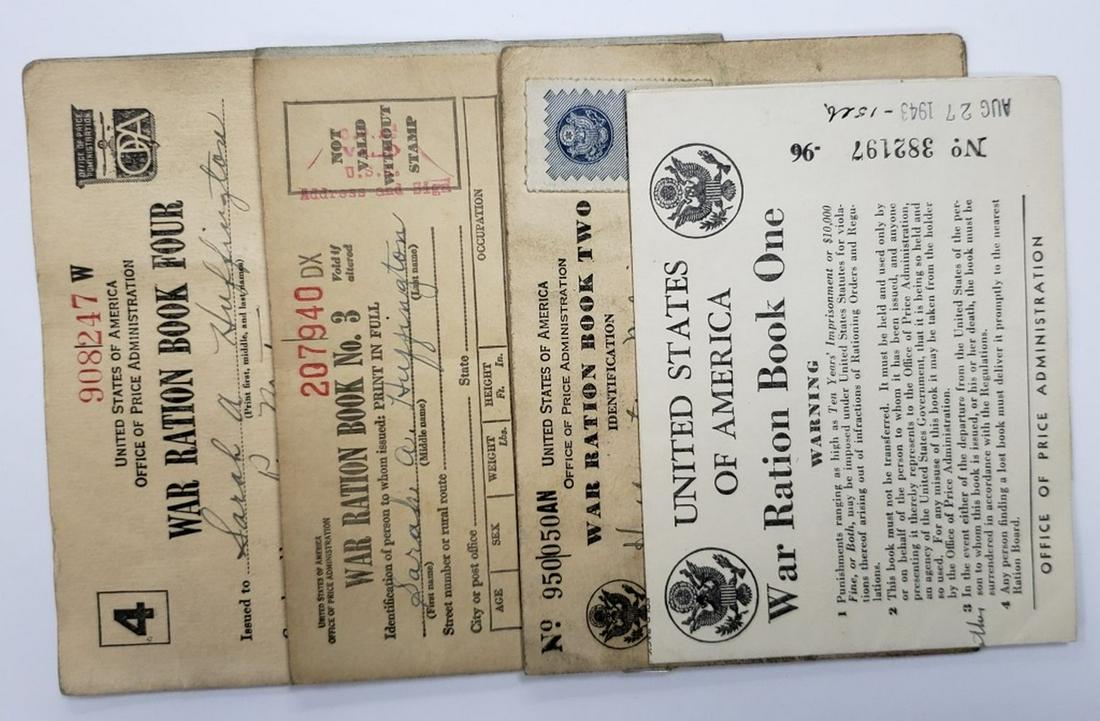 908247 W
UNITED STATES OF AMERICA
OFFICE OF PRICE ADMINISTRATION
OFFICE OF PRICE
ADMINISTRATION
OPA
WAR RATION BOOK FOUR
4
Issued to Sarah A. Huffington
(Print first, middle, and last names)
207940 DX
UNITED STATES OF AMERICA
OFFICE OF PRICE ADMINISTRATION
WAR RATION BOOK No. 3
Void if
altered
NOT
VALID
WITHOUT
STAMP
Address and Sign
Identification of person to whom issued: PRINT IN FULL
Sarah A. Huffington
(First name) (Middle name) (Last name)
Street number or rural route
City or post office State
AGE SEX WEIGHT Lbs. HEIGHT Ft. In. OCCUPATION
Nº 950050AN
UNITED STATES OF AMERICA
OFFICE OF PRICE ADMINISTRATION
WAR RATION BOOK TWO
IDENTIFICATION
UNITED STATES
OF AMERICA
War Ration Book One
WARNING
1 Punishments ranging as high as Ten Years' Imprisonment or $10,000
Fine, or Both, may be imposed under United States Statutes for viola-
tions thereof arising out of infractions of Rationing Orders and Regu-
lations.
2 This book must not be transferred. It must be held and used only by
or on behalf of the person to whom it has been issued, and anyone
presenting it thereby represents to the Office of Price Administration,
an agency of the United States Government, that it is being so held and
so used. For any misuse of this book it may be taken from the holder
by the Office of Price Administration.
3 In the event either of the departure from the United States of the per-
son to whom this book is issued, or his or her death, the book must be
surrendered in accordance with the Regulations.
4 Any person finding a lost book must deliver it promptly to the nearest
Ration Board.
OFFICE OF PRICE ADMINISTRATION
Nº 382197 -96
AUG 27 1943